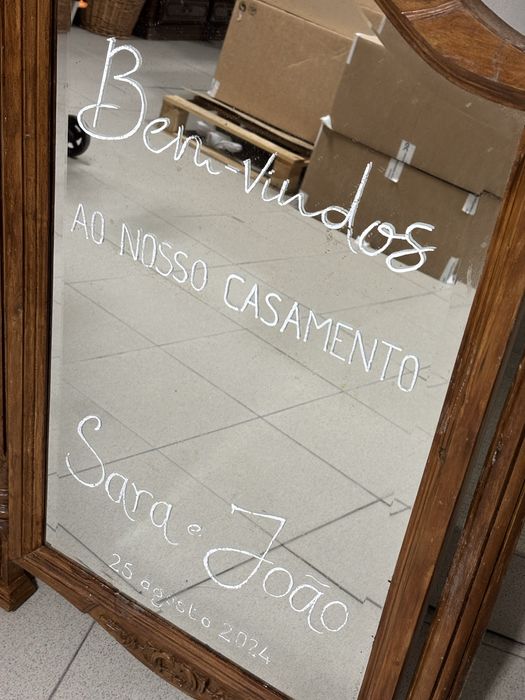 Bem-vindos
AO NOSSO CASAMENTO
Sara e João
25 agosto 2024